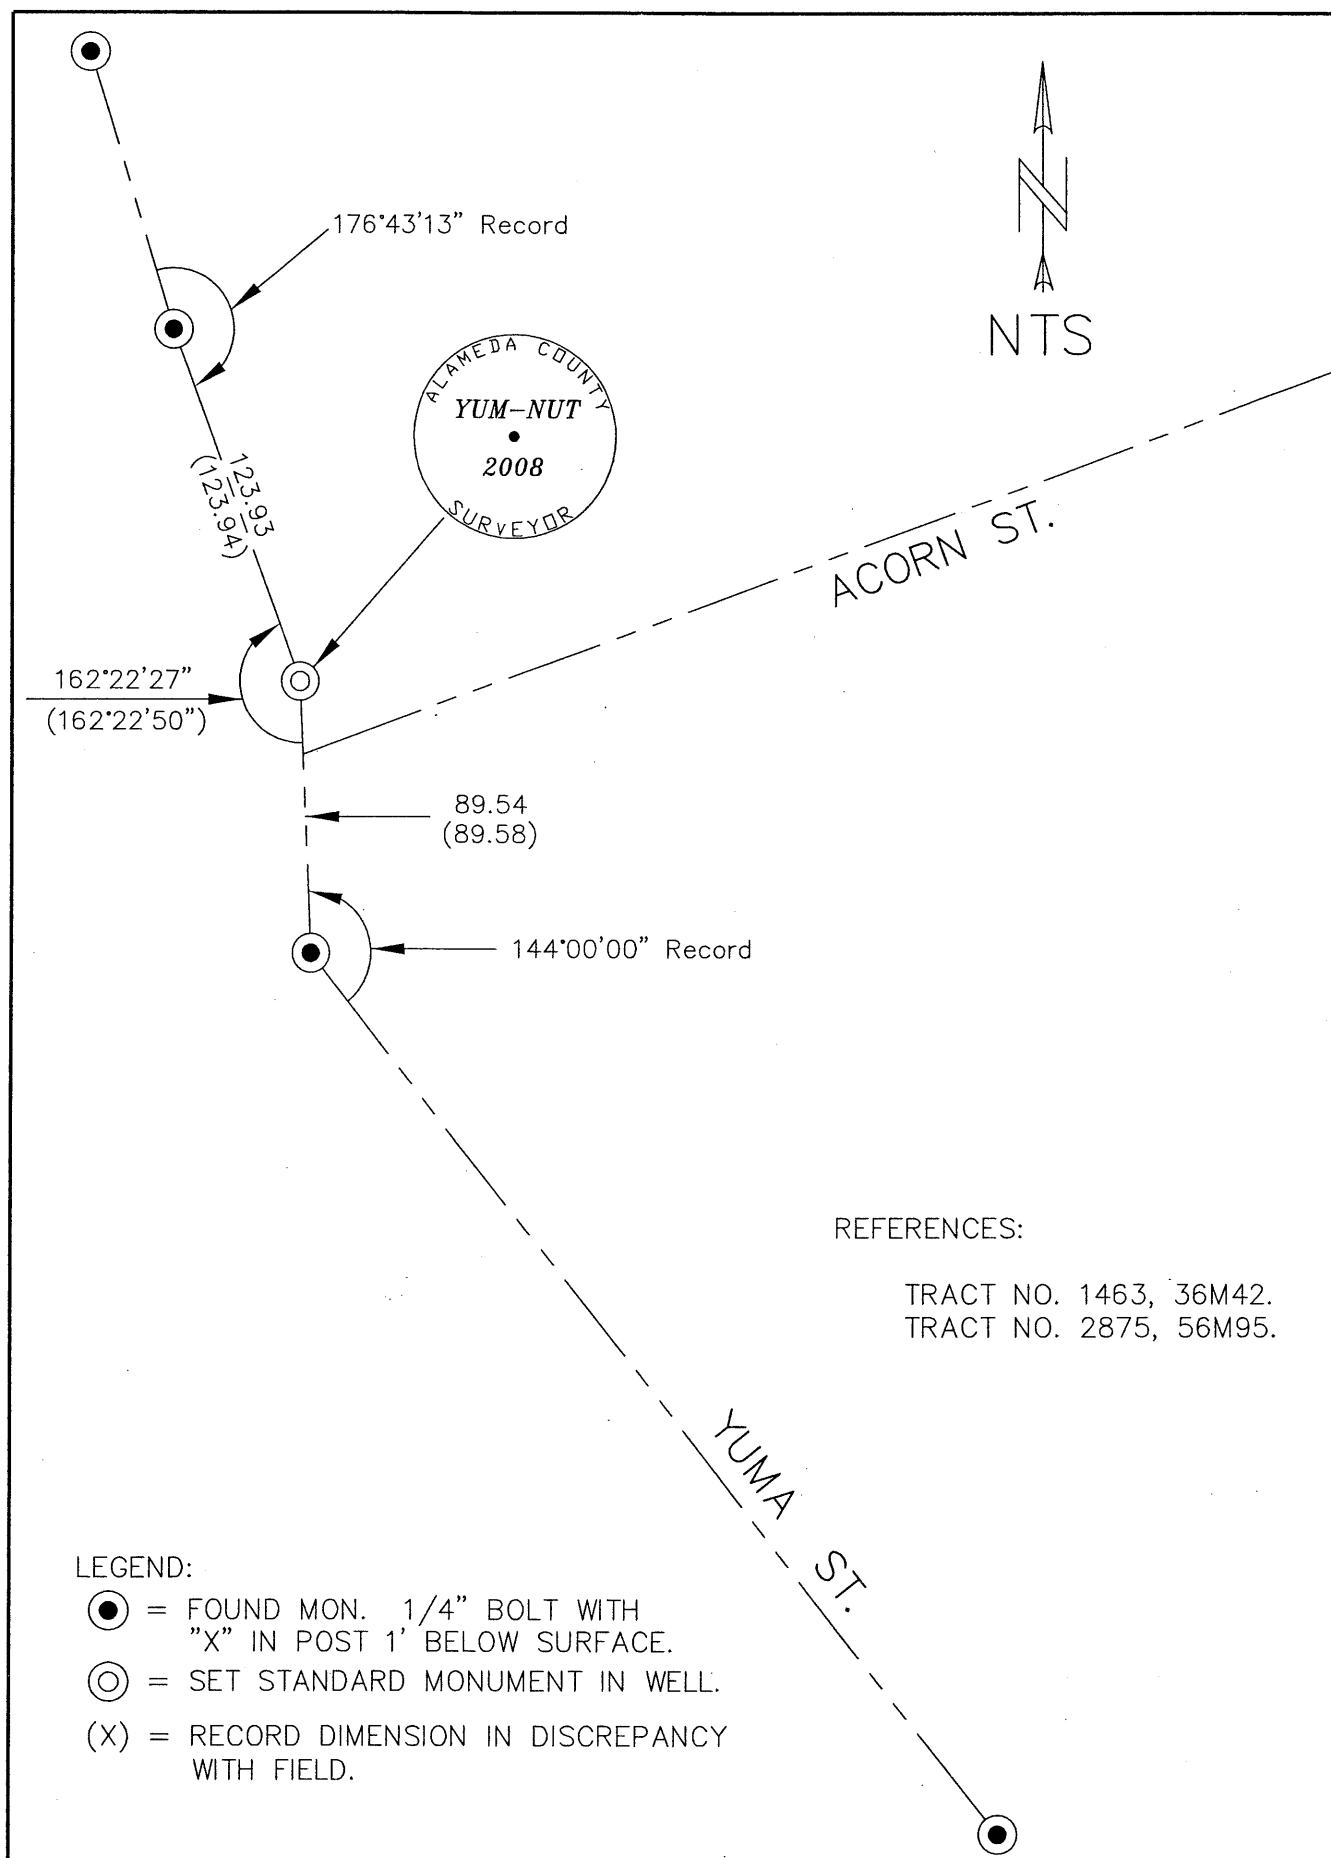 176°43'13" Record
N
NTS
ALAMEDA COUNTY
YUM-NUT
2008
SURVEYOR
123.93
(123.94)
ACORN ST.
162°22'27"
(162°22'50")
89.54
(89.58)
144°00'00" Record
REFERENCES:
TRACT NO. 1463, 36M42.
TRACT NO. 2875, 56M95.
YUMA ST.
LEGEND:
= FOUND MON. 1/4" BOLT WITH
"X" IN POST 1' BELOW SURFACE.
= SET STANDARD MONUMENT IN WELL.
(X) = RECORD DIMENSION IN DISCREPANCY
WITH FIELD.